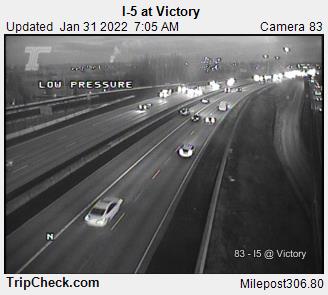 I-5 at Victory
Updated Jan 31 2022 7:05 AM Camera 83
T
LOW PRESSURE
N
83 - I5 @ Victory
TripCheck.com Milepost306.80